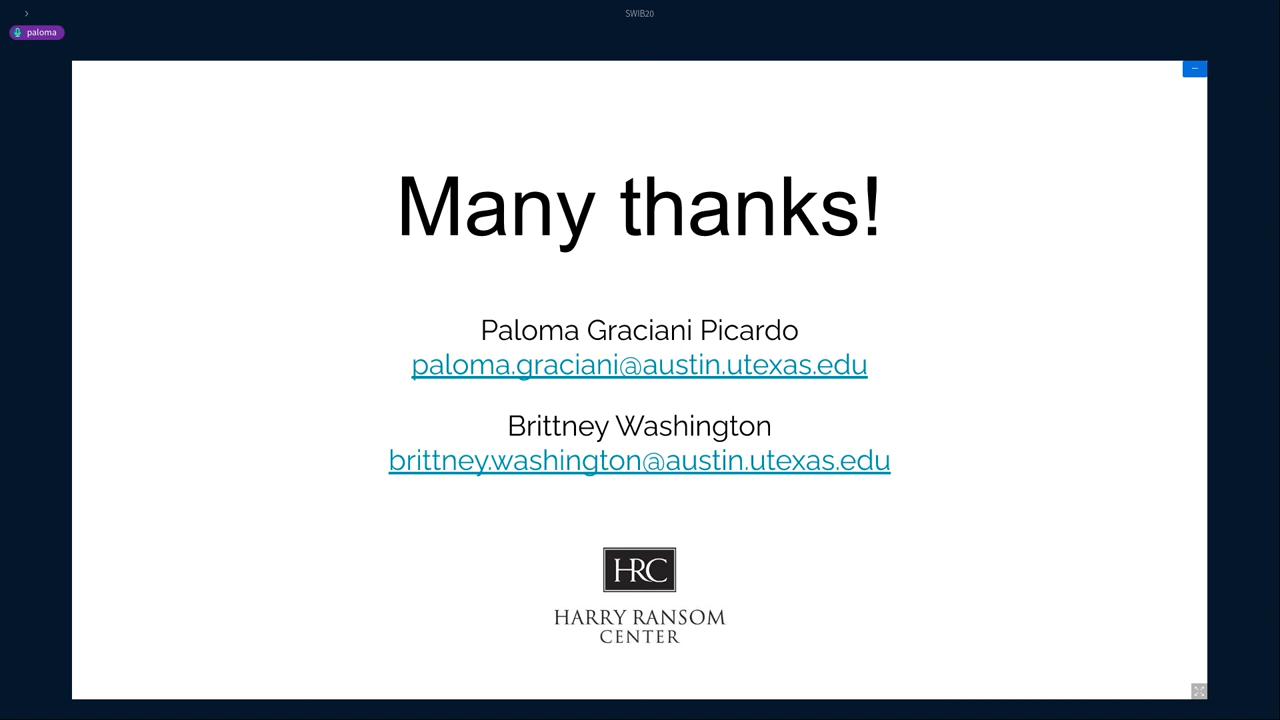 SWIB20
paloma
Many thanks!
Paloma Graciani Picardo
paloma.graciani@austin.utexas.edu
Brittney Washington
brittney.washington@austin.utexas.edu
HRC
HARRY RANSOM
CENTER